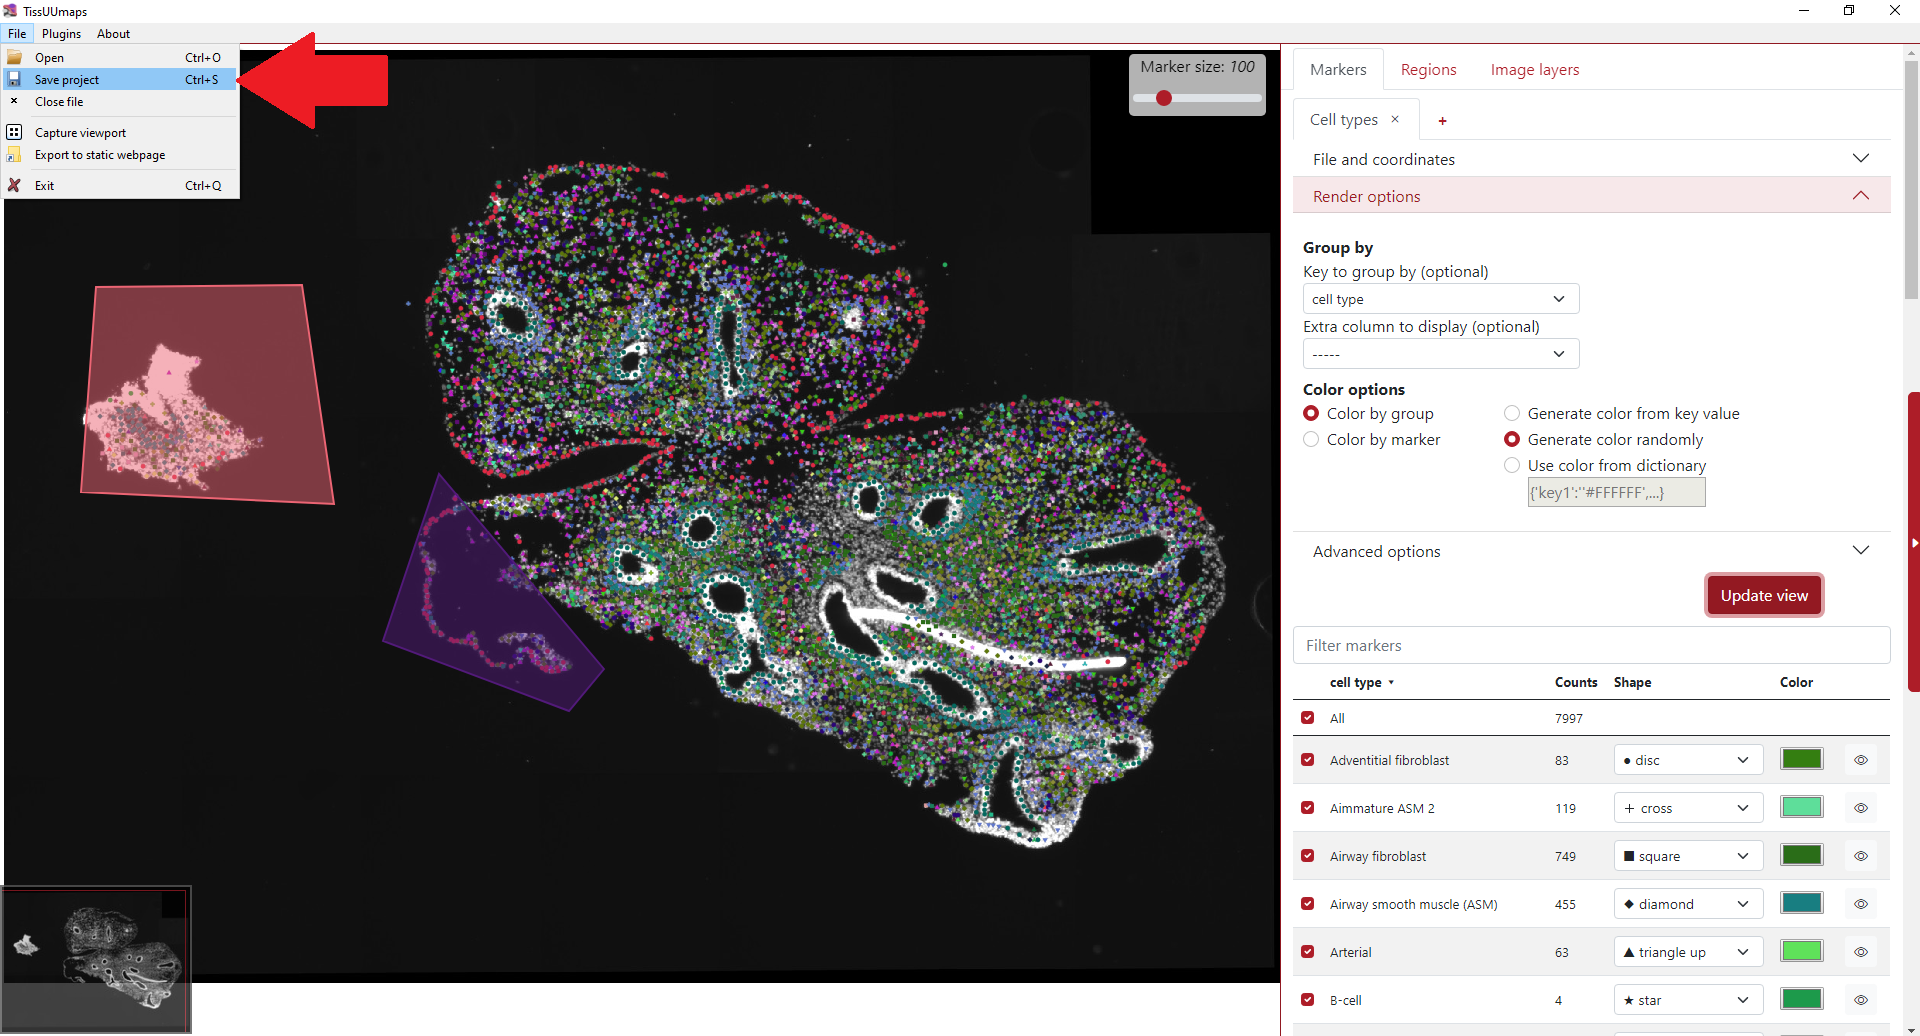 TissUUmaps
File Plugins About
Open Ctrl+O
Save project Ctrl+S
Close file
Capture viewport
Export to static webpage
Exit Ctrl+Q
Marker size: 100
Markers Regions Image layers
Cell types × +
File and coordinates
Render options
Group by
Key to group by (optional)
cell type
Extra column to display (optional)
-----
Color options
Color by group Generate color from key value
Color by marker Generate color randomly
Use color from dictionary
{'key1':''#FFFFFF',...}
Advanced options
Update view
Filter markers
cell type Counts Shape Color
All 7997
Adventitial fibroblast 83 disc
Aimmature ASM 2 119 cross
Airway fibroblast 749 square
Airway smooth muscle (ASM) 455 diamond
Arterial 63 triangle up
B-cell 4 star